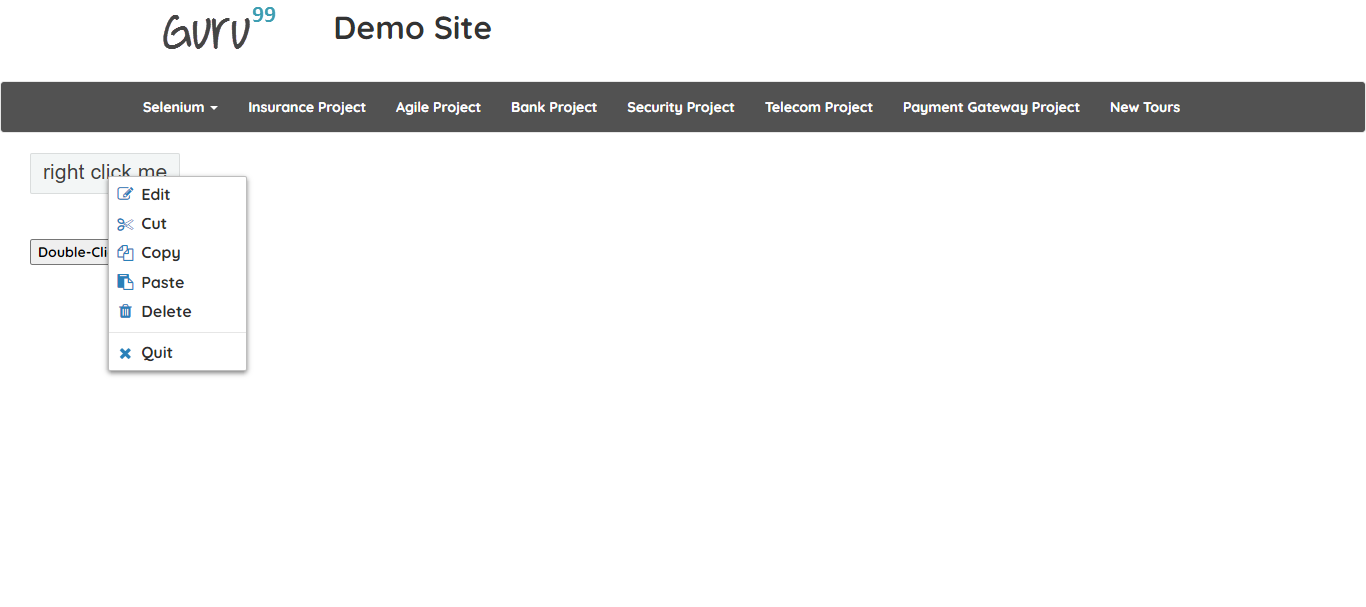 Guru99
Demo Site
Selenium Insurance Project Agile Project Bank Project Security Project Telecom Project Payment Gateway Project New Tours
right click me
Edit
Cut
Copy
Double-Cli
Paste
Delete
Quit